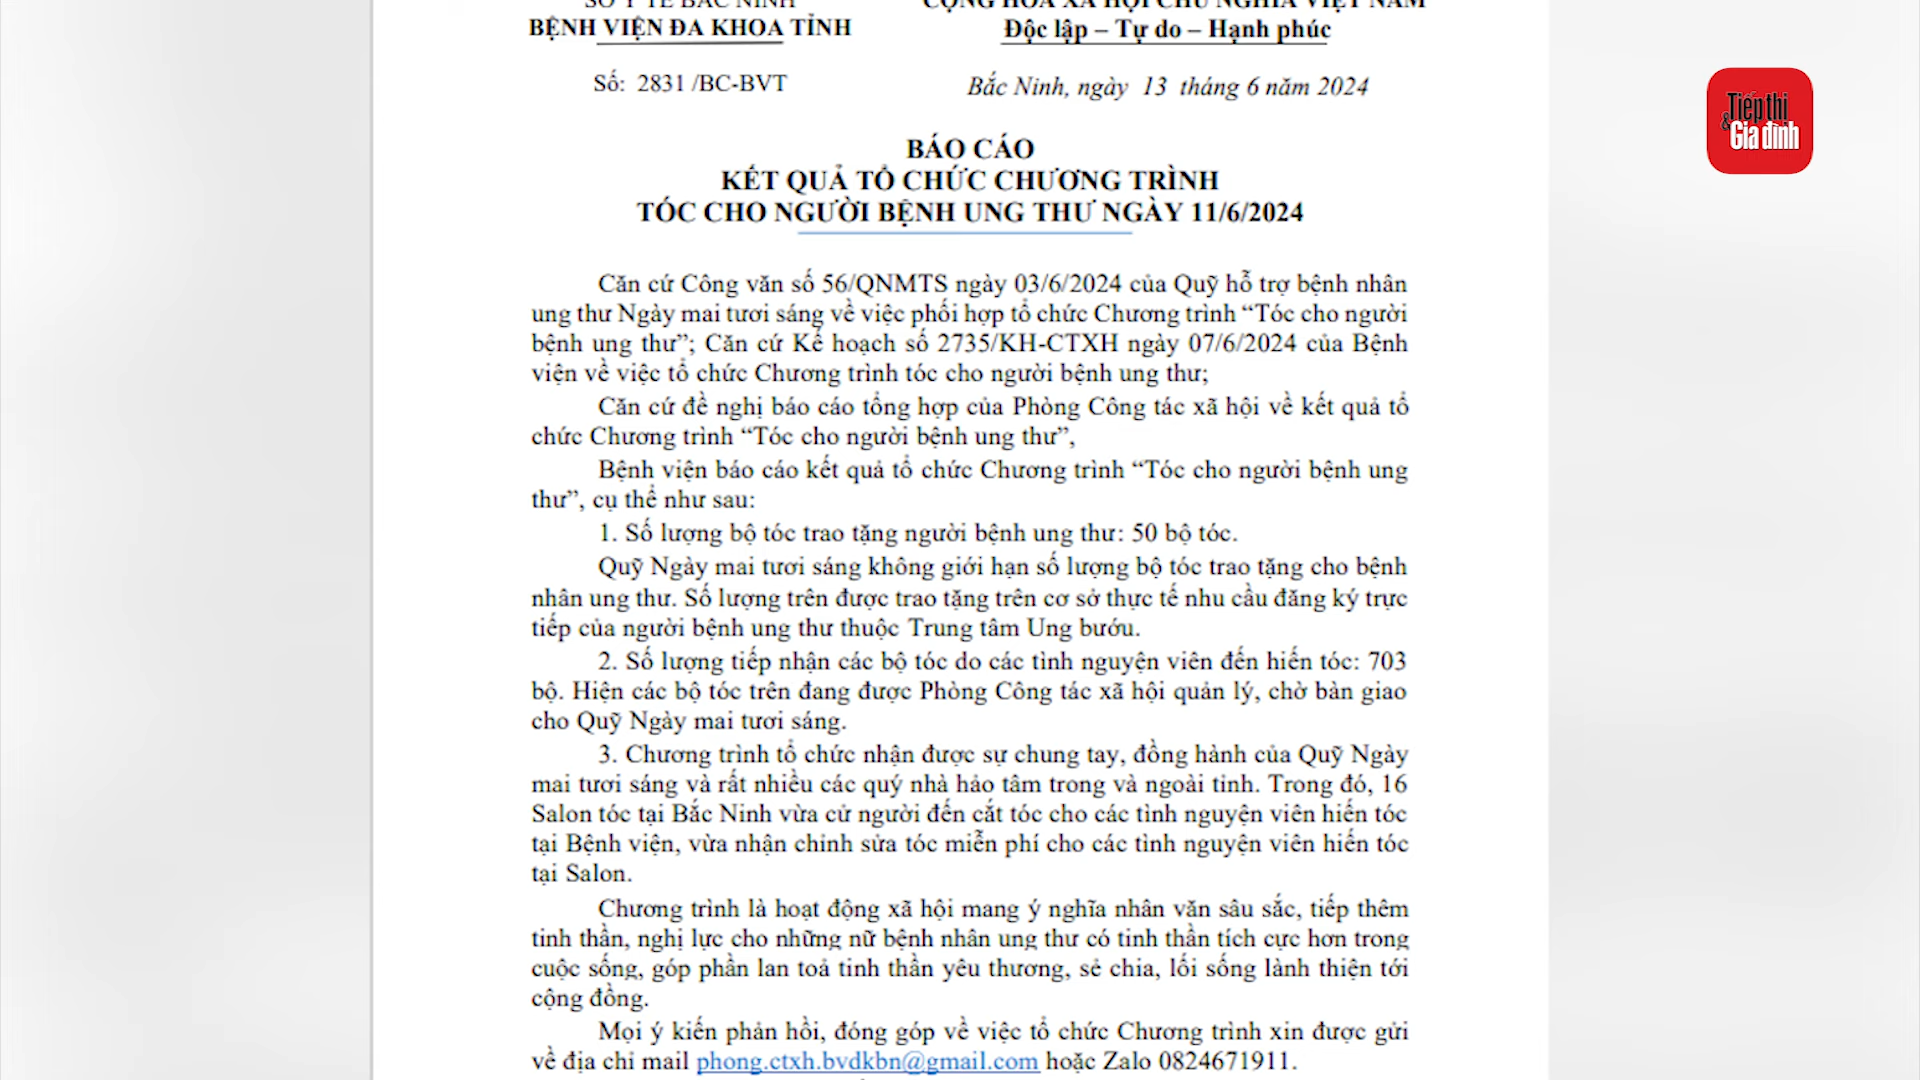 SỞ Y TẾ BẮC NINH
CỘNG HÒA XÃ HỘI CHỦ NGHĨA VIỆT NAM
BỆNH VIỆN ĐA KHOA TỈNH
Độc lập – Tự do – Hạnh phúc
Số: 2831 /BC-BVT
Bắc Ninh, ngày 13 tháng 6 năm 2024
Tiếp thị
& Gia đình
BÁO CÁO
KẾT QUẢ TỔ CHỨC CHƯƠNG TRÌNH
TÓC CHO NGƯỜI BỆNH UNG THƯ NGÀY 11/6/2024
Căn cứ Công văn số 56/QNMTS ngày 03/6/2024 của Quỹ hỗ trợ bệnh nhân
ung thư Ngày mai tươi sáng về việc phối hợp tổ chức Chương trình “Tóc cho người
bệnh ung thư”; Căn cứ Kế hoạch số 2735/KH-CTXH ngày 07/6/2024 của Bệnh
viện về việc tổ chức Chương trình tóc cho người bệnh ung thư;
Căn cứ đề nghị báo cáo tổng hợp của Phòng Công tác xã hội về kết quả tổ
chức Chương trình “Tóc cho người bệnh ung thư”,
Bệnh viện báo cáo kết quả tổ chức Chương trình “Tóc cho người bệnh ung
thư”, cụ thể như sau:
1. Số lượng bộ tóc trao tặng người bệnh ung thư: 50 bộ tóc.
Quỹ Ngày mai tươi sáng không giới hạn số lượng bộ tóc trao tặng cho bệnh
nhân ung thư. Số lượng trên được trao tặng trên cơ sở thực tế nhu cầu đăng ký trực
tiếp của người bệnh ung thư thuộc Trung tâm Ung bướu.
2. Số lượng tiếp nhận các bộ tóc do các tình nguyện viên đến hiến tóc: 703
bộ. Hiện các bộ tóc trên đang được Phòng Công tác xã hội quản lý, chờ bàn giao
cho Quỹ Ngày mai tươi sáng.
3. Chương trình tổ chức nhận được sự chung tay, đồng hành của Quỹ Ngày
mai tươi sáng và rất nhiều các quý nhà hảo tâm trong và ngoài tỉnh. Trong đó, 16
Salon tóc tại Bắc Ninh vừa cử người đến cắt tóc cho các tình nguyện viên hiến tóc
tại Bệnh viện, vừa nhận chỉnh sửa tóc miễn phí cho các tình nguyện viên hiến tóc
tại Salon.
Chương trình là hoạt động xã hội mang ý nghĩa nhân văn sâu sắc, tiếp thêm
tinh thần, nghị lực cho những nữ bệnh nhân ung thư có tinh thần tích cực hơn trong
cuộc sống, góp phần lan toả tinh thần yêu thương, sẻ chia, lối sống lành thiện tới
cộng đồng.
Mọi ý kiến phản hồi, đóng góp về việc tổ chức Chương trình xin được gửi
về địa chỉ mail phong.ctxh.bvdkbn@gmail.com hoặc Zalo 0824671911.